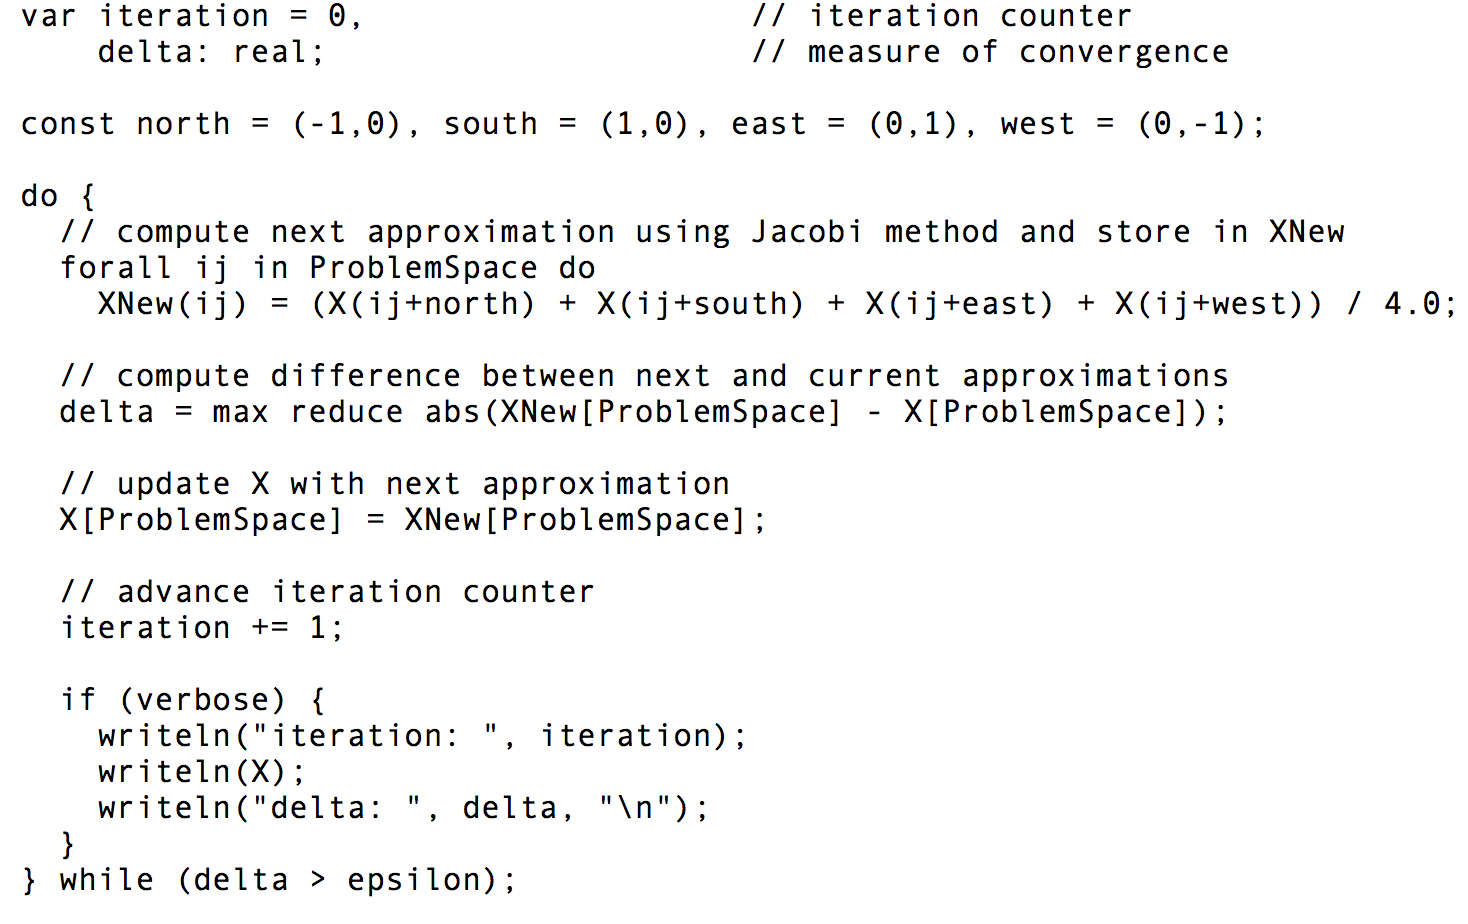 var iteration = 0,                    // iteration counter
    delta: real;                      // measure of convergence

const north = (-1,0), south = (1,0), east = (0,1), west = (0,-1);

do {
  // compute next approximation using Jacobi method and store in XNew
  forall ij in ProblemSpace do
    XNew(ij) = (X(ij+north) + X(ij+south) + X(ij+east) + X(ij+west)) / 4.0;

  // compute difference between next and current approximations
  delta = max reduce abs(XNew[ProblemSpace] - X[ProblemSpace]);

  // update X with next approximation
  X[ProblemSpace] = XNew[ProblemSpace];

  // advance iteration counter
  iteration += 1;

  if (verbose) {
    writeln("iteration: ", iteration);
    writeln(X);
    writeln("delta: ", delta, "\n");
  }
} while (delta > epsilon);